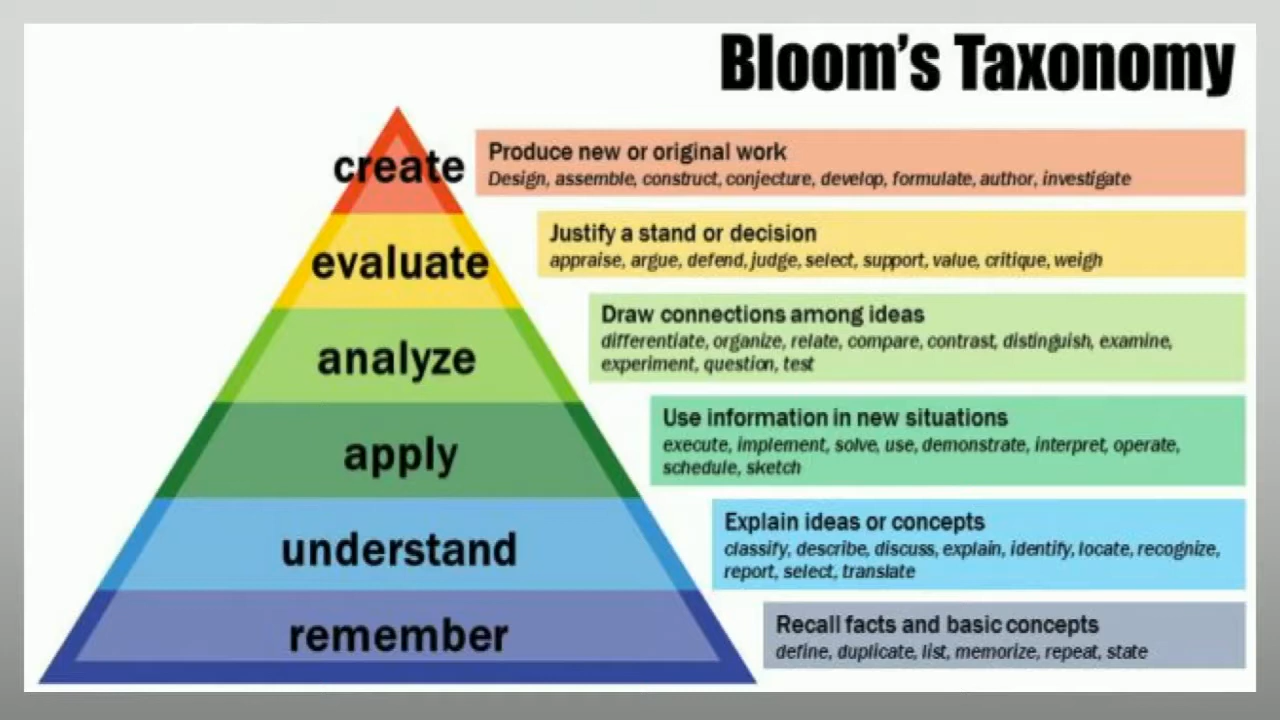 Bloom's Taxonomy
create
Produce new or original work
Design, assemble, construct, conjecture, develop, formulate, author, investigate
evaluate
Justify a stand or decision
appraise, argue, defend, judge, select, support, value, critique, weigh
analyze
Draw connections among ideas
differentiate, organize, relate, compare, contrast, distinguish, examine,
experiment, question, test
apply
Use information in new situations
execute, implement, solve, use, demonstrate, interpret, operate,
schedule, sketch
understand
Explain ideas or concepts
classify, describe, discuss, explain, identify, locate, recognize,
report, select, translate
remember
Recall facts and basic concepts
define, duplicate, list, memorize, repeat, state